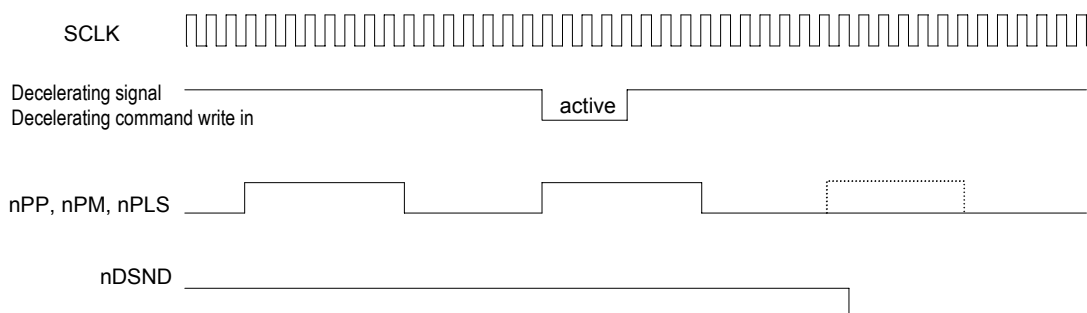 SCLK
Decelerating signal
Decelerating command write in
active
nPP, nPM, nPLS
nDSND